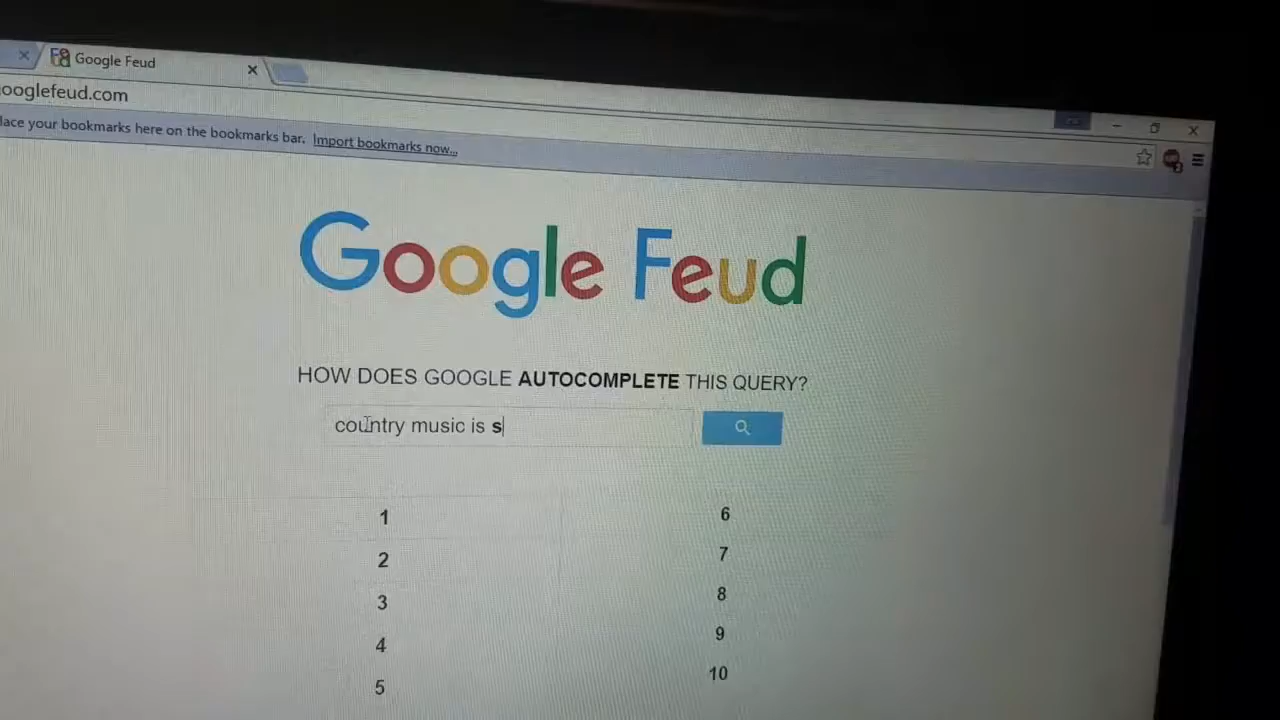 Google Feud
ooglefeud.com
lace your bookmarks here on the bookmarks bar. Import bookmarks now...
Google Feud
HOW DOES GOOGLE AUTOCOMPLETE THIS QUERY?
country music is s
1
2
3
4
5
6
7
8
9
10